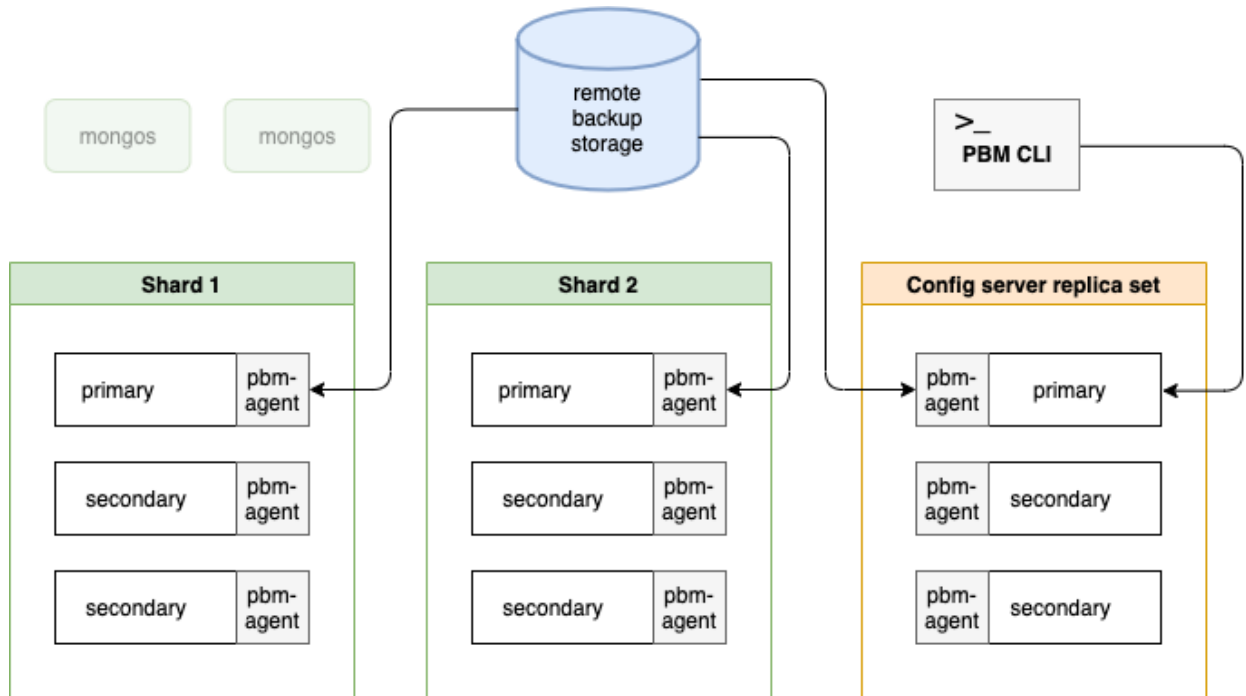 remote
backup
storage
mongos
mongos
>_
PBM CLI
Shard 1
primary
pbm-
agent
secondary
pbm-
agent
secondary
pbm-
agent
Shard 2
primary
pbm-
agent
secondary
pbm-
agent
secondary
pbm-
agent
Config server replica set
pbm-
agent
primary
pbm-
agent
secondary
pbm-
agent
secondary